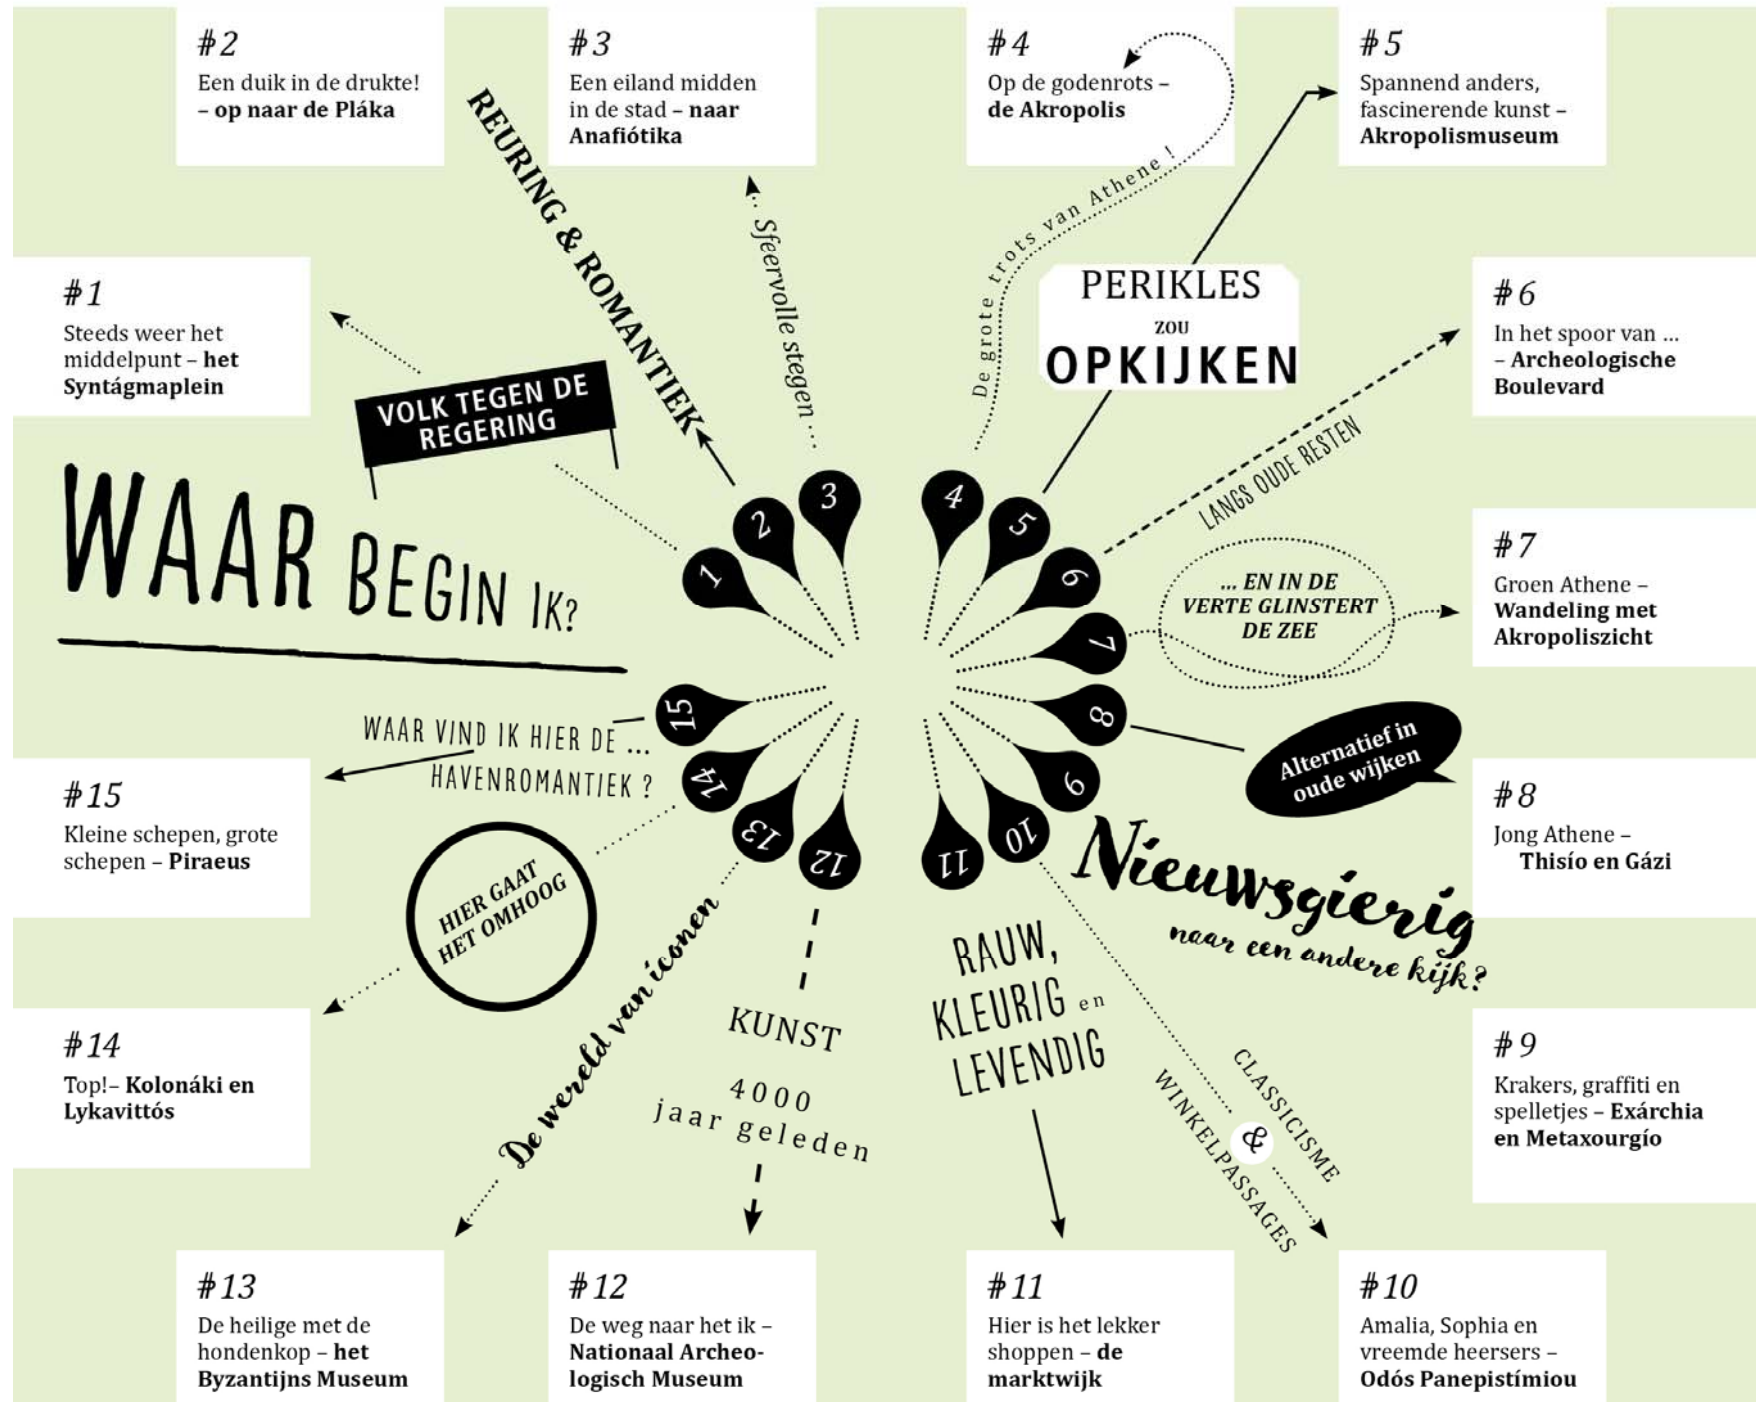 #2
Een duik in de drukte!
– op naar de Pláka
#3
Een eiland midden
in de stad – naar
Anafiótika
#4
Op de godenrots –
de Akropolis
#5
Spannend anders,
fascinerende kunst –
Akropolismuseum
#1
Steeds weer het
middelpunt – het
Syntágmaplein
VOLK TEGEN DE
REGERING
REURING & ROMANTIEK
Sfeervolle stegen
De grote trots van Athene !
PERIKLES
ZOU
OPKIJKEN
#6
In het spoor van ...
– Archeologische
Boulevard
LANGS OUDE RESTEN
WAAR BEGIN IK?
1
2
3
4
5
6
7
8
9
10
11
12
13
14
15
... EN IN DE
VERTE GLINSTERT
DE ZEE
#7
Groen Athene –
Wandeling met
Akropoliszicht
WAAR VIND IK HIER DE ...
HAVENROMANTIEK ?
Alternatief in
oude wijken
#15
Kleine schepen, grote
schepen – Piraeus
#8
Jong Athene –
Thisío en Gázi
HIER GAAT
HET OMHOOG
Nieuwsgierig
naar een andere kijk?
#14
Top!– Kolonáki en
Lykavittós
De wereld van iconen
KUNST
4000
jaar geleden
RAUW,
KLEURIG en
LEVENDIG
CLASSICISME
&
WINKELPASSAGES
#9
Krakers, graffiti en
spelletjes – Exárchia
en Metaxourgío
#13
De heilige met de
hondenkop – het
Byzantijns Museum
#12
De weg naar het ik –
Nationaal Archeo-
logisch Museum
#11
Hier is het lekker
shoppen – de
marktwijk
#10
Amalia, Sophia en
vreemde heersers –
Odós Panepistímiou